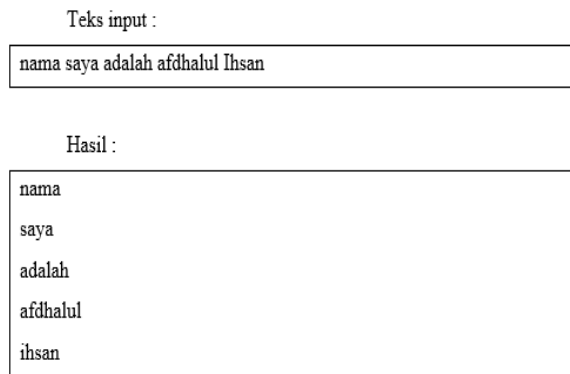 Teks input :
nama saya adalah afdhalul Ihsan
Hasil :
nama
saya
adalah
afdhalul
ihsan